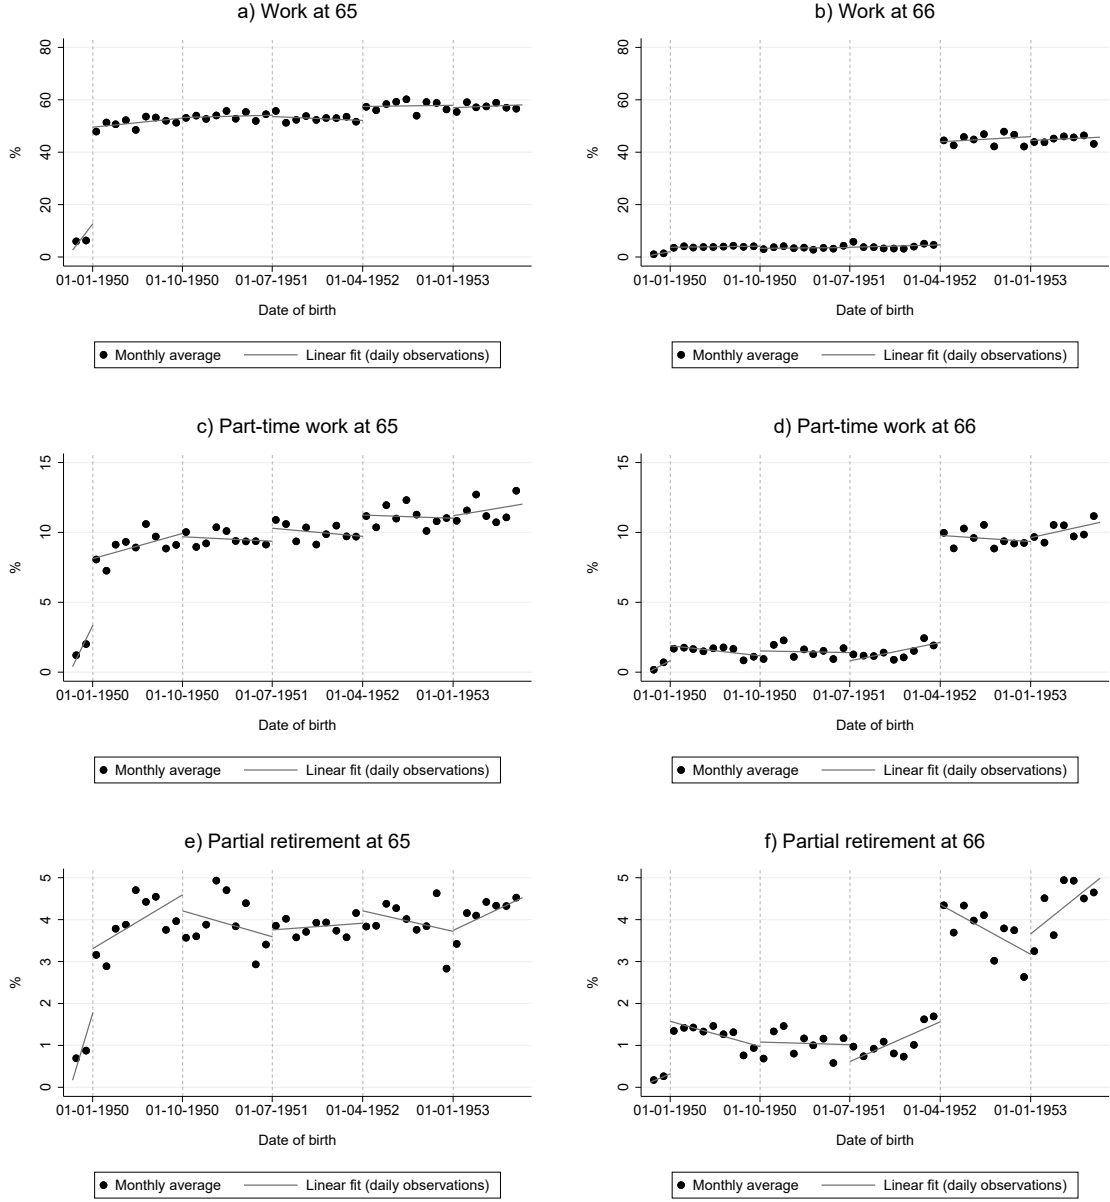 a) Work at 65
80
60
40
20
0
%
01-01-1950 01-10-1950 01-07-1951 01-04-1952 01-01-1953
Date of birth
Monthly average Linear fit (daily observations)
b) Work at 66
80
60
40
20
0
%
01-01-1950 01-10-1950 01-07-1951 01-04-1952 01-01-1953
Date of birth
Monthly average Linear fit (daily observations)
c) Part-time work at 65
15
10
5
0
%
01-01-1950 01-10-1950 01-07-1951 01-04-1952 01-01-1953
Date of birth
Monthly average Linear fit (daily observations)
d) Part-time work at 66
15
10
5
0
%
01-01-1950 01-10-1950 01-07-1951 01-04-1952 01-01-1953
Date of birth
Monthly average Linear fit (daily observations)
e) Partial retirement at 65
5
4
3
2
1
0
%
01-01-1950 01-10-1950 01-07-1951 01-04-1952 01-01-1953
Date of birth
Monthly average Linear fit (daily observations)
f) Partial retirement at 66
5
4
3
2
1
0
%
01-01-1950 01-10-1950 01-07-1951 01-04-1952 01-01-1953
Date of birth
Monthly average Linear fit (daily observations)